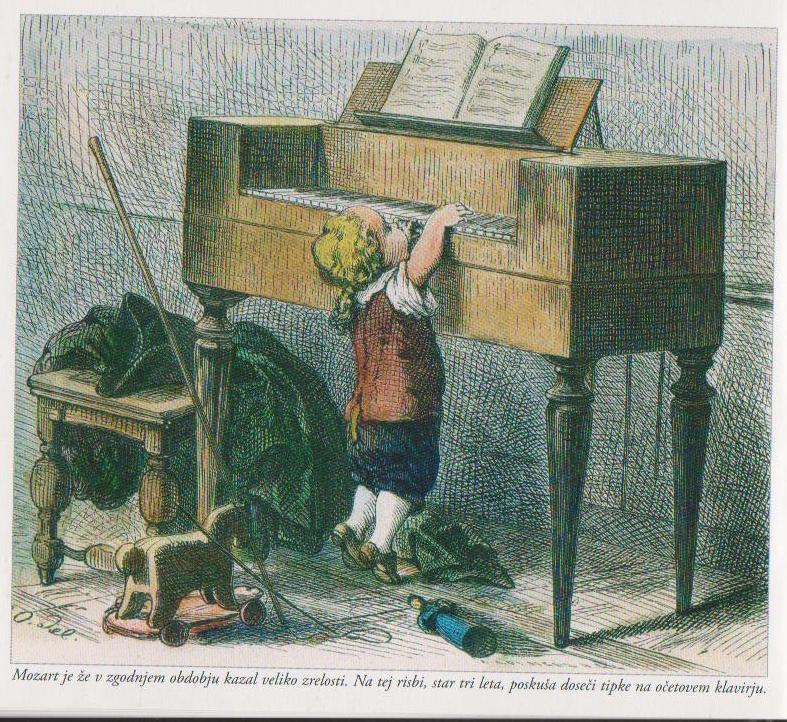 O. del.
Mozart je že v zgodnjem obdobju kazal veliko zrelosti. Na tej risbi, star tri leta, poskuša doseči tipke na očetovem klavirju.